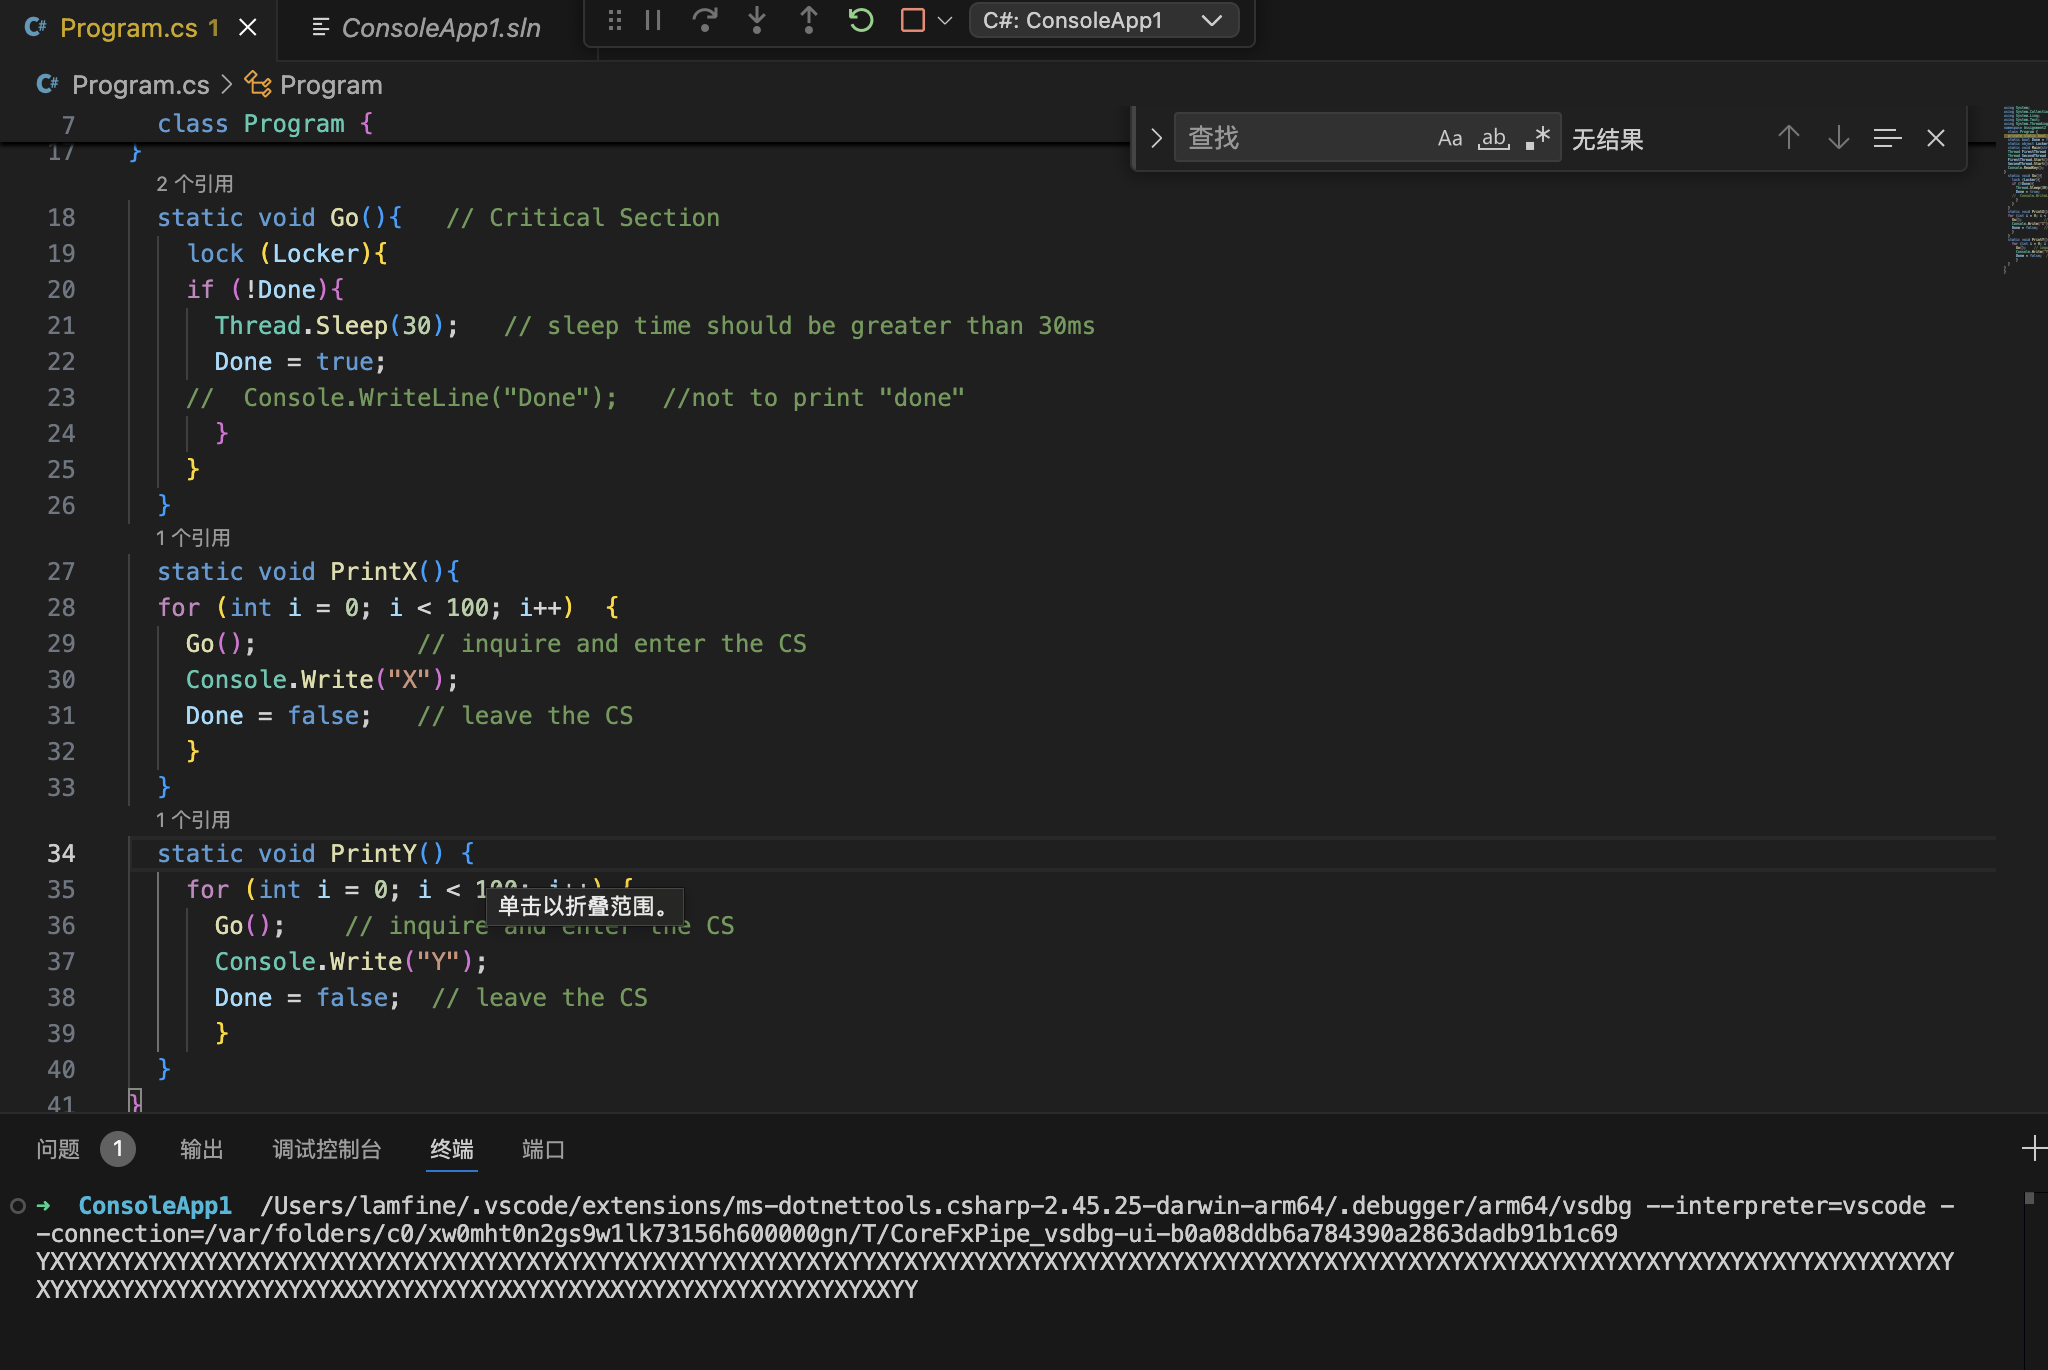 Program.cs 1
ConsoleApp1.sln
C#: ConsoleApp1
Program.cs > Program
查找
Aa ab .* 无结果
7 class Program {
17 }
2 个引用
18 static void Go(){ // Critical Section
19 lock (Locker){
20 if (!Done){
21 Thread.Sleep(30); // sleep time should be greater than 30ms
22 Done = true;
23 // Console.WriteLine("Done"); //not to print "done"
24 }
25 }
26 }
1 个引用
27 static void PrintX(){
28 for (int i = 0; i < 100; i++) {
29 Go(); // inquire and enter the CS
30 Console.Write("X");
31 Done = false; // leave the CS
32 }
33 }
1 个引用
34 static void PrintY() {
35 for (int i = 0; i < 100; i++) {
单击以折叠范围。
36 Go(); // inquire and enter the CS
37 Console.Write("Y");
38 Done = false; // leave the CS
39 }
40 }
41 }
问题 1 输出 调试控制台 终端 端口
ConsoleApp1 /Users/lamfine/.vscode/extensions/ms-dotnettools.csharp-2.45.25-darwin-arm64/.debugger/arm64/vsdbg --interpreter=vscode -
-connection=/var/folders/c0/xw0mht0n2gs9w1lk73156h600000gn/T/CoreFxPipe_vsdbg-ui-b0a08ddb6a784390a2863dadb91b1c69